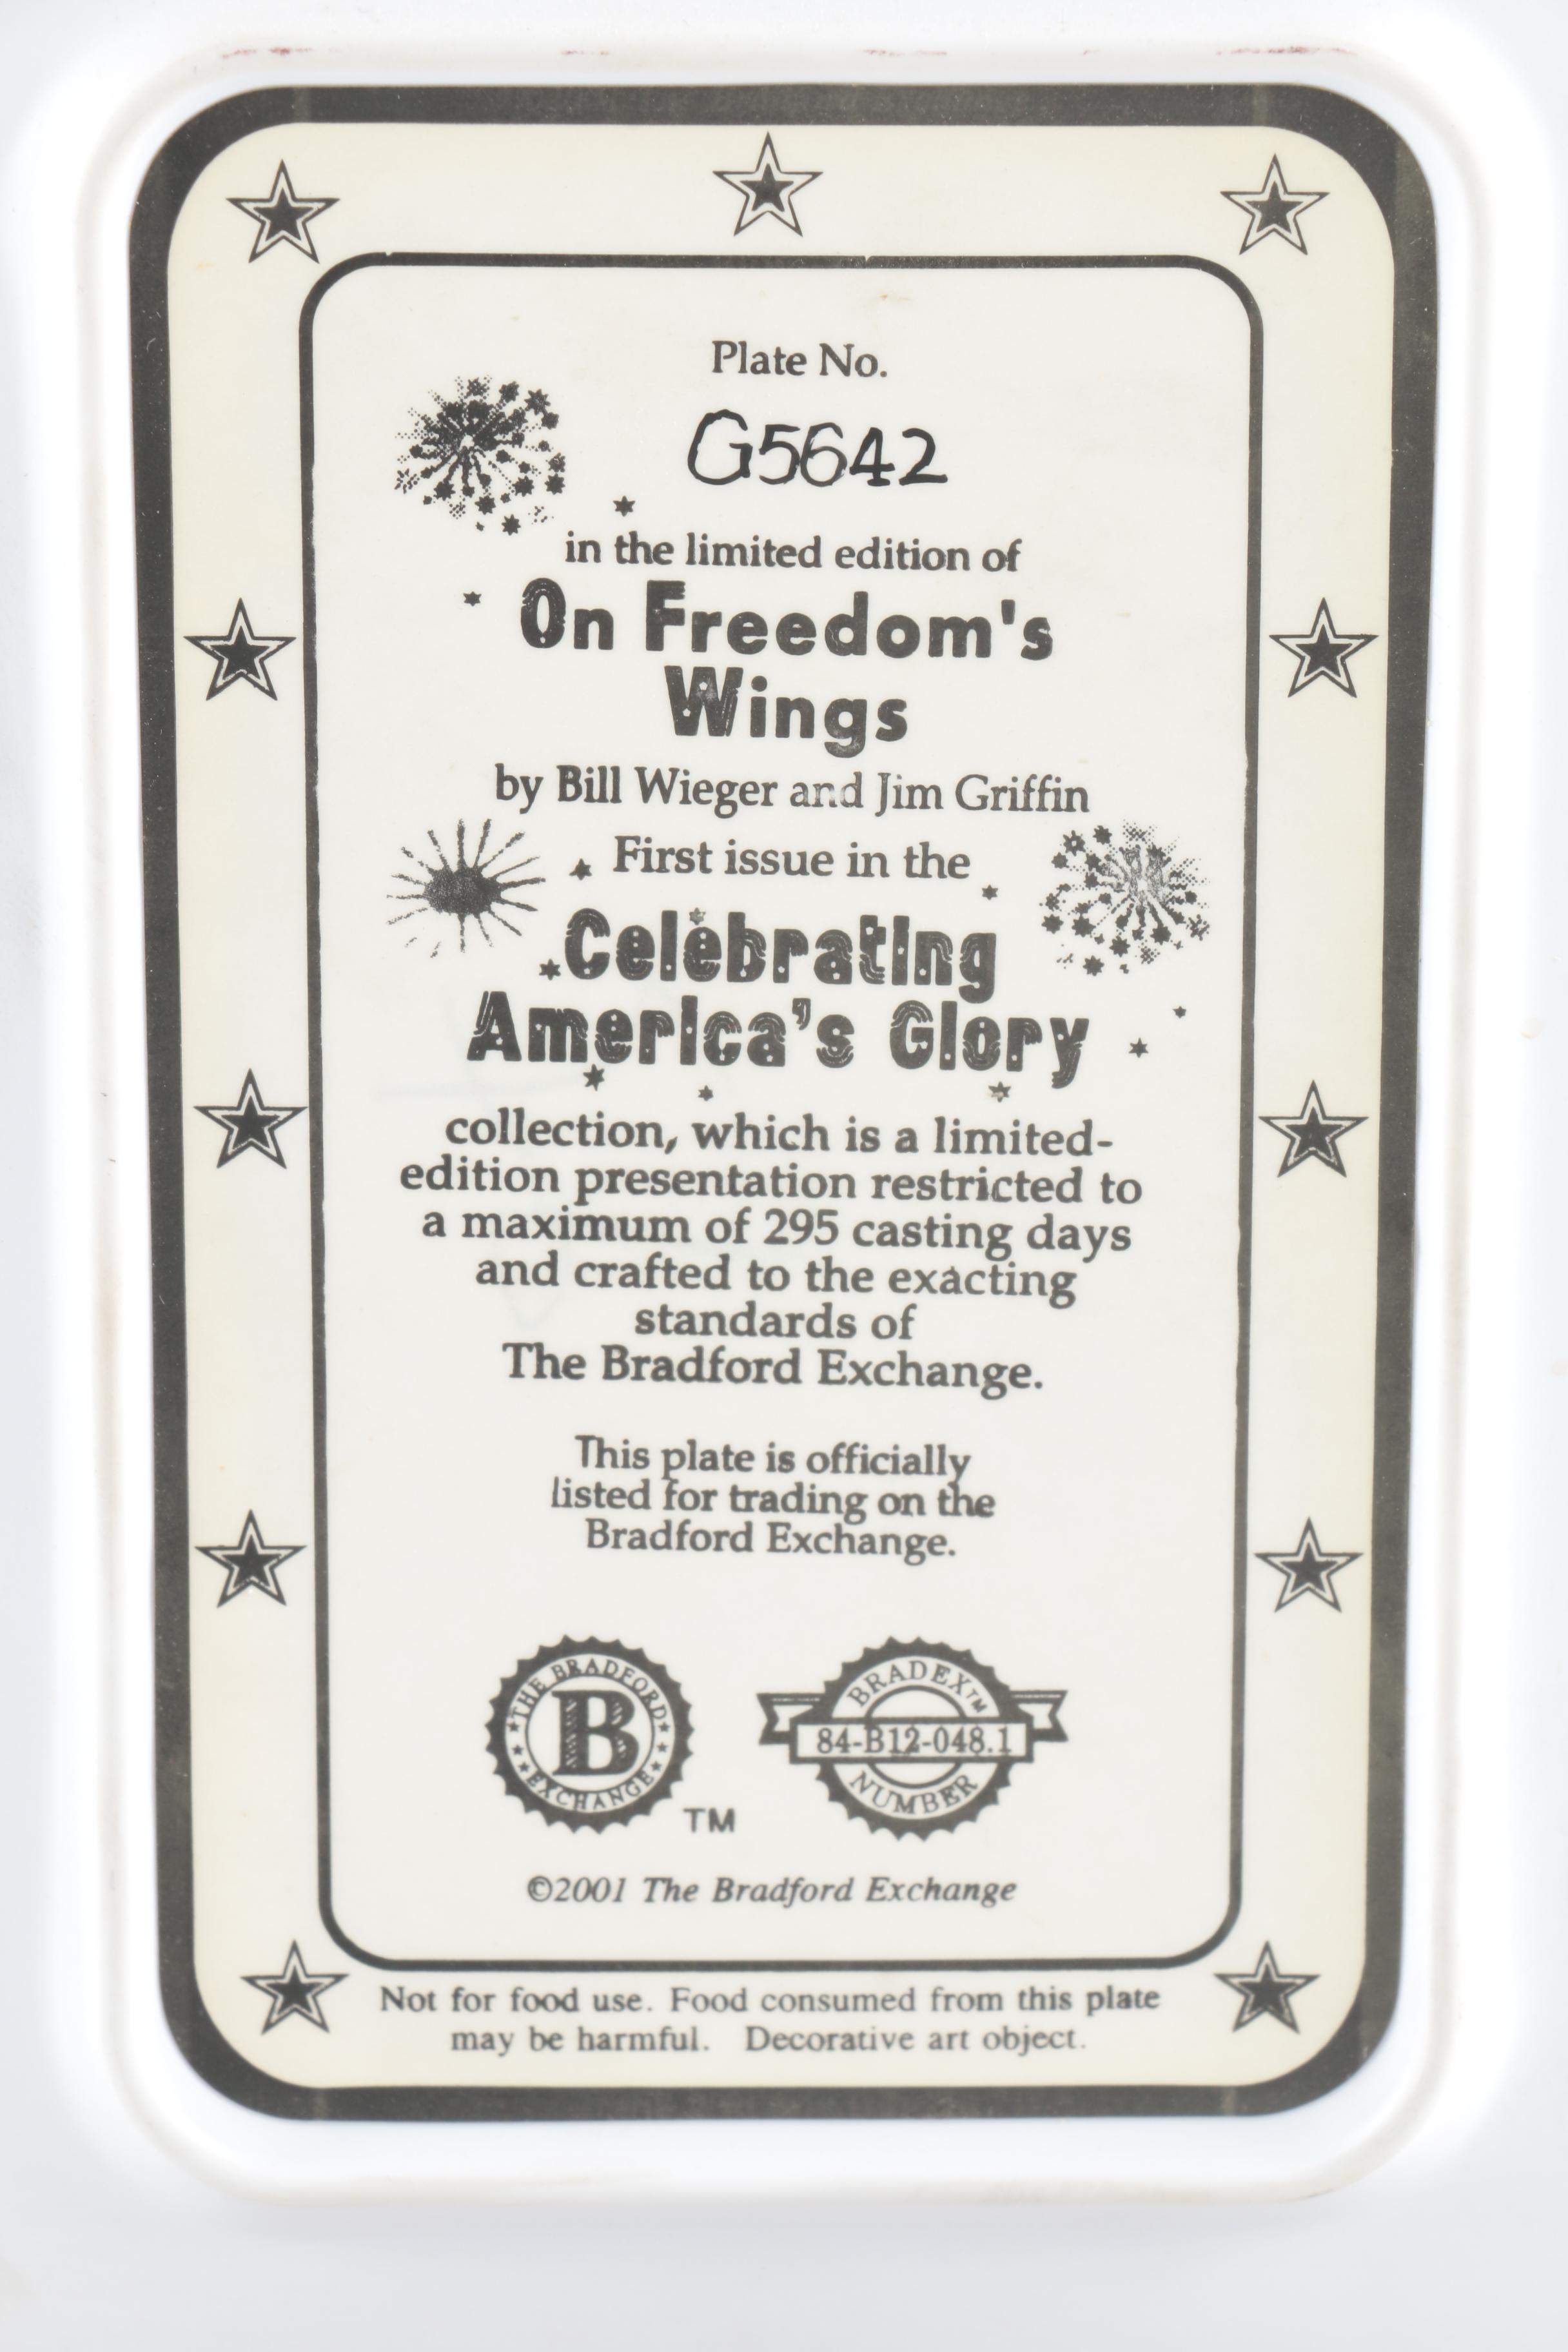 Plate No.
G5642
in the limited edition of
On Freedom's
Wings
by Bill Wieger and Jim Griffin
First issue in the
Celebrating
America's Glory
collection, which is a limited-
edition presentation restricted to
a maximum of 295 casting days
and crafted to the exacting
standards of
The Bradford Exchange.
This plate is officially
listed for trading on the
Bradford Exchange.
THE BRADFORD
B
EXCHANGE
TM
BRADEX™
84-B12-048.1
NUMBER
©2001 The Bradford Exchange
Not for food use. Food consumed from this plate
may be harmful. Decorative art object.